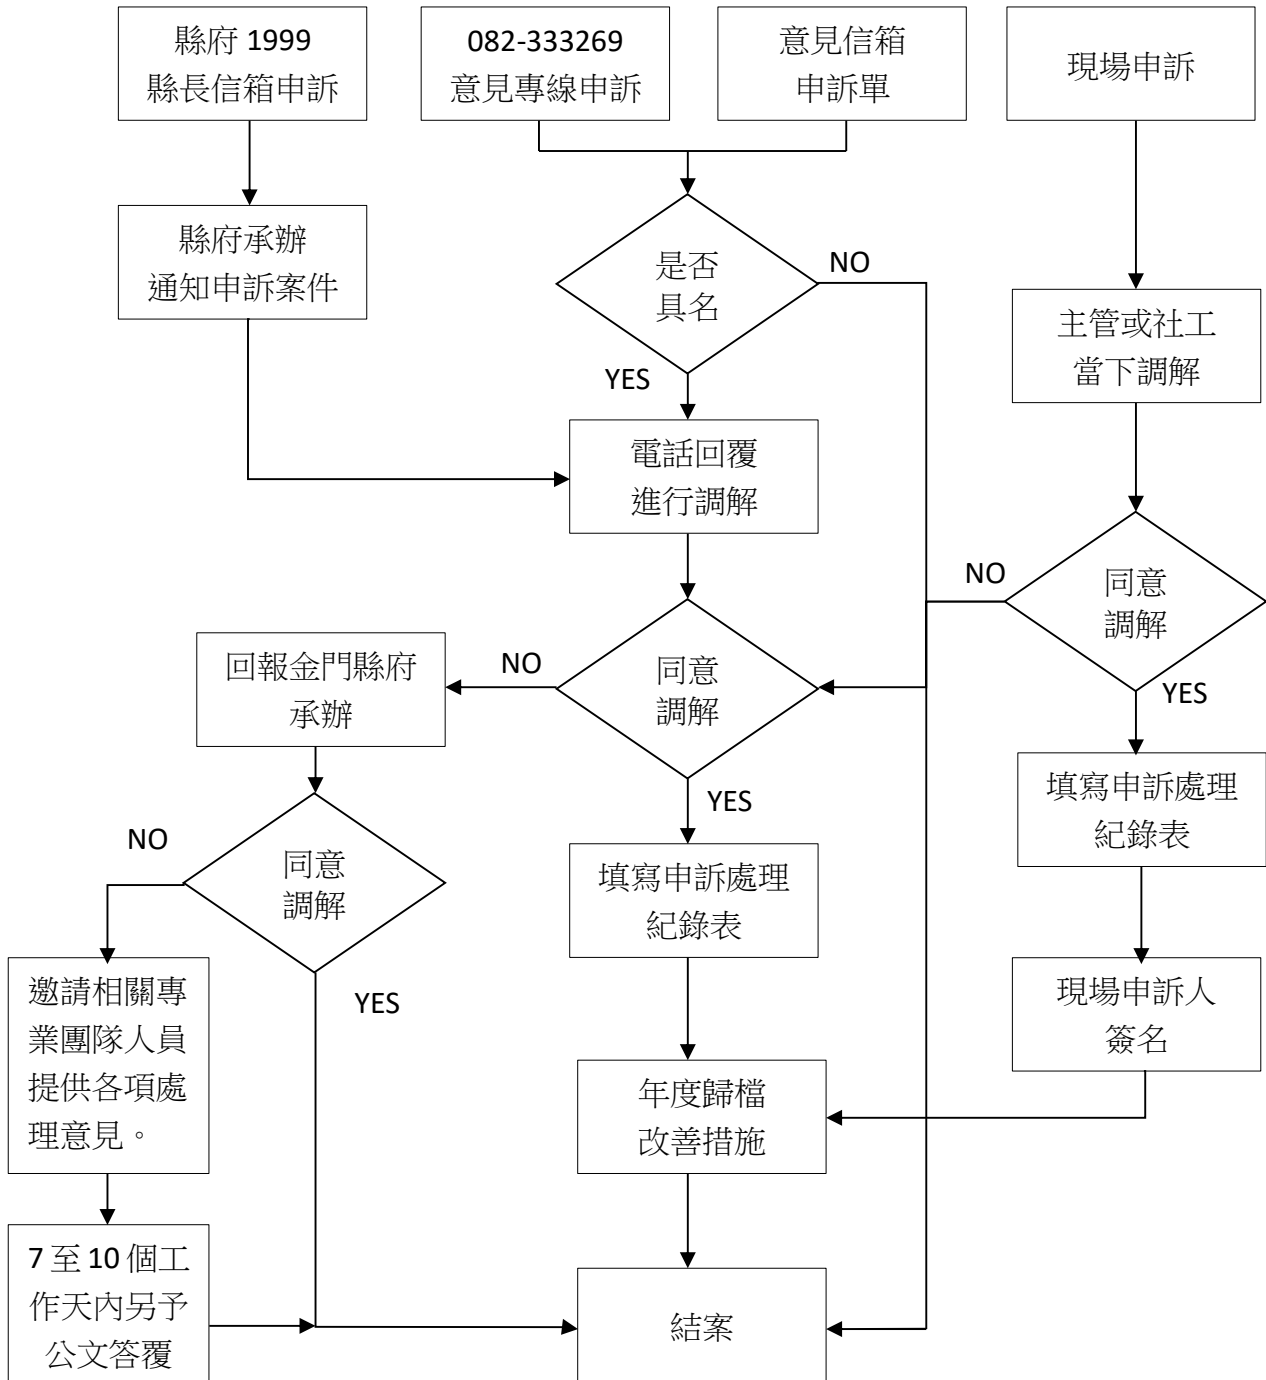 縣府 1999
縣長信箱申訴
082-333269
意見專線申訴
意見信箱
申訴單
現場申訴
縣府承辦
通知申訴案件
是否
具名
NO
YES
主管或社工
當下調解
電話回覆
進行調解
NO
同意
調解
YES
回報金門縣府
承辦
NO
同意
調解
YES
填寫申訴處理
紀錄表
NO
同意
調解
YES
填寫申訴處理
紀錄表
邀請相關專
業團隊人員
提供各項處
理意見。
現場申訴人
簽名
年度歸檔
改善措施
7 至 10 個工
作天內另予
公文答覆
結案